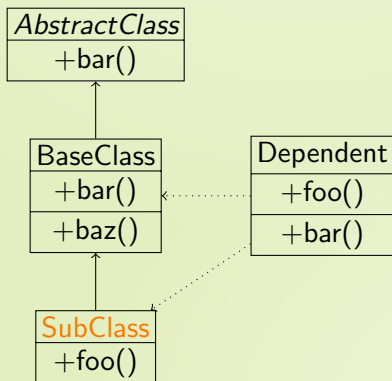 AbstractClass
+bar()
BaseClass
+bar()
+baz()
Dependent
+foo()
+bar()
SubClass
+foo()